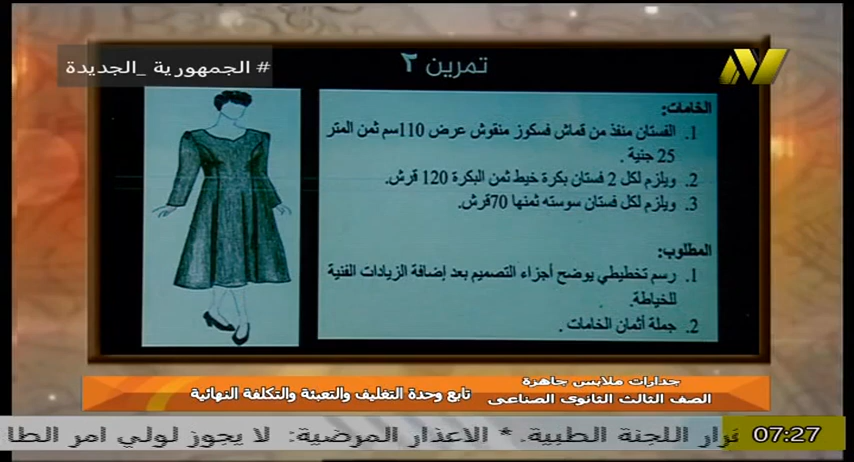 # الجمهورية _الجديدة
تمرين ٢
الخامات:
1. الفستان منفذ من قماش فسكوز منقوش عرض 110سم ثمن المتر
25 جنية .
2. ويلزم لكل 2 فستان بكرة خيط ثمن البكرة 120 قرش.
3. ويلزم لكل فستان سوسته ثمنها 70قرش.
المطلوب:
1. رسم تخطيطي يوضح أجزاء التصميم بعد إضافة الزيادات الفنية
للخياطة.
2. جملة أثمان الخامات .
جدارات ملابس جاهزة
الصف الثالث الثانوى الصناعى
تابع وحدة التغليف والتعبئة والتكلفة النهائية
اللجنة الطبية. * الاعذار المرضية: لا يجوز لولي امر الطا
07:27